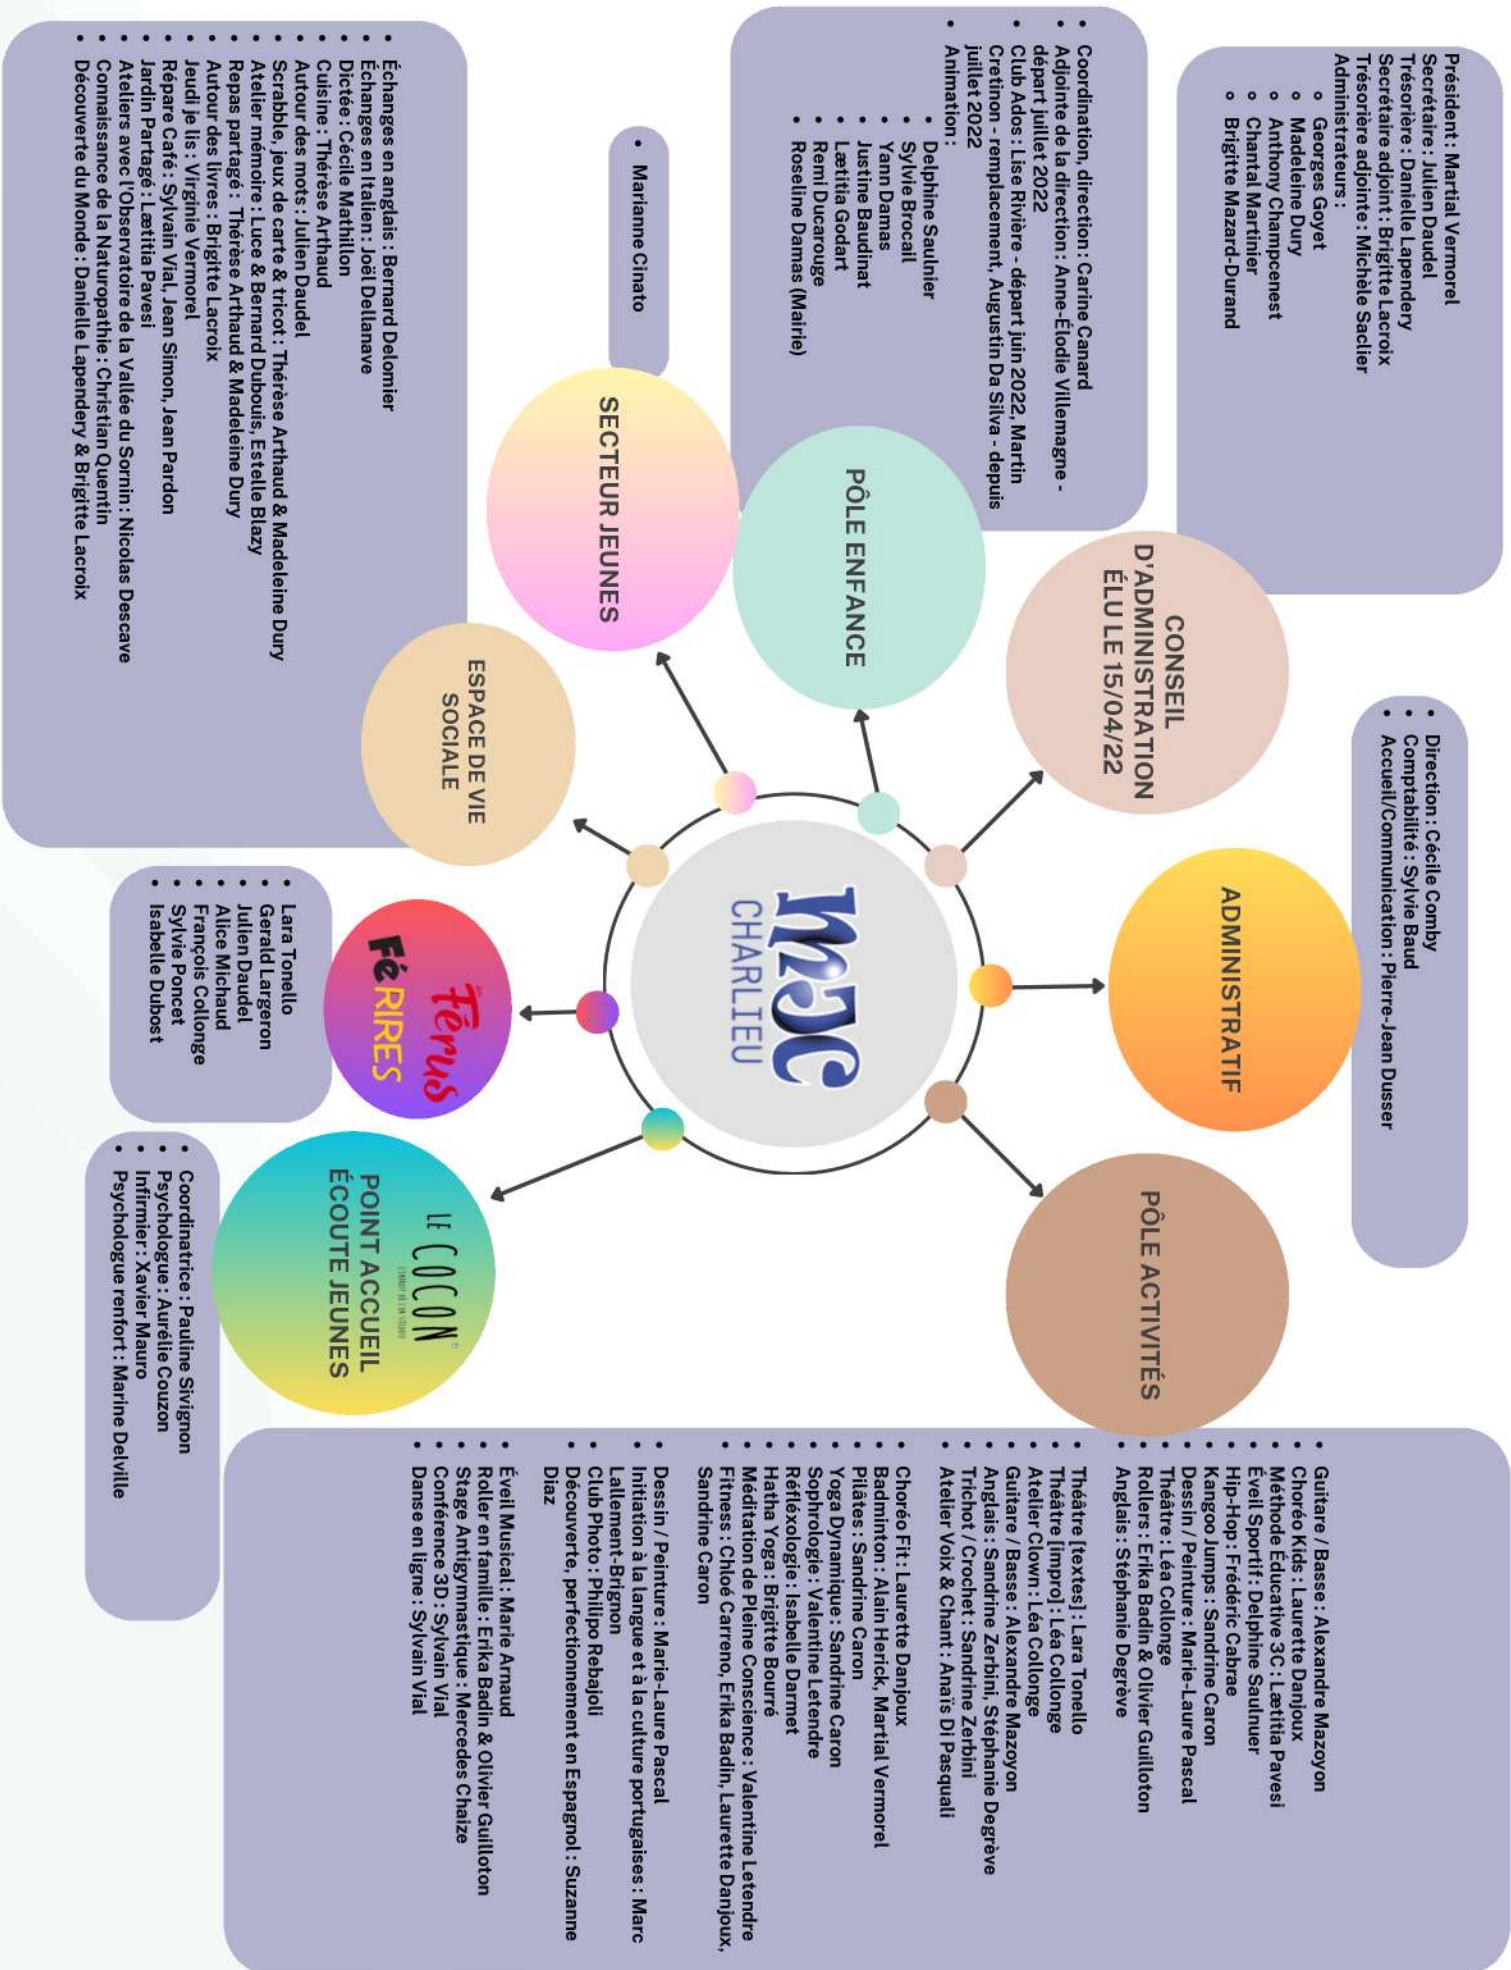 Président : Martial Vermorel
Secrétaire : Julien Daudel
Trésorière : Danielle Lapendery
Secrétaire adjoint : Brigitte Lacroix
Trésorière adjointe : Michèle Saclier
Administrateurs :
Georges Goyet
Madeleine Dury
Anthony Champcenest
Chantal Martinier
Brigitte Mazard-Durand
CONSEIL
D'ADMINISTRATION
ÉLU LE 15/04/22
• Direction : Cécile Comby
• Comptabilité : Sylvie Baud
• Accueil/Communication : Pierre-Jean Dusser
ADMINISTRATIF
PÔLE ACTIVITÉS
• Guitare / Basse : Alexandre Mazoyon
• Choréo Kids : Laurette Danjoux
• Méthode Éducative 3C : Lætitia Pavesi
• Éveil Sportif : Delphine Saulnuer
• Hip-Hop : Frédéric Cabrae
• Kangoo Jumps : Sandrine Caron
• Dessin / Peinture : Marie-Laure Pascal
• Théâtre : Léa Collonge
• Rollers : Erika Badin & Olivier Guilloton
• Anglais : Stéphanie Degrève
• Théâtre [textes] : Lara Tonello
• Théâtre [impro] : Léa Collonge
• Atelier Clown : Léa Collonge
• Guitare / Basse : Alexandre Mazoyon
• Anglais : Sandrine Zerbini, Stéphanie Degrève
• Trichot / Crochet : Sandrine Zerbini
• Atelier Voix & Chant : Anaïs Di Pasquali
• Choréo Fit : Laurette Danjoux
• Badminton : Alain Herick, Martial Vermorel
• Pilâtes : Sandrine Caron
• Yoga Dynamique : Sandrine Caron
• Sophrologie : Valentine Letendre
• Réfléxologie : Isabelle Darmet
• Hatha Yoga : Brigitte Bourré
• Méditation de Pleine Conscience : Valentine Letendre
• Fitness : Chloé Carreno, Erika Badin, Laurette Danjoux,
Sandrine Caron
• Dessin / Peinture : Marie-Laure Pascal
• Initiation à la langue et à la culture portugaises : Marc
Lallement-Brignon
• Club Photo : Philipo Rebajoli
• Découverte, perfectionnement en Espagnol : Suzanne
Diaz
• Éveil Musical : Marie Arnaud
• Roller en famille : Erika Badin & Olivier Guilloton
• Stage Antigymnastique : Mercedes Chaize
• Conférence 3D : Sylvain Vial
• Danse en ligne : Sylvain Vial
• Coordination, direction : Carine Canard
• Adjointe de la direction : Anne-Élodie Villemagne -
départ juillet 2022
• Club Ados : Lise Rivière - départ juin 2022, Martin
Cretinon - remplacement, Augustin Da Silva - depuis
juillet 2022
• Animation :
• Delphine Saulnier
• Sylvie Brocail
• Yann Damas
• Justine Baudinat
• Lætitia Godart
• Remi Ducarouge
• Roseline Damas (Mairie)
PÔLE ENFANCE
mJC
CHARLIEU
• Marianne Cinato
SECTEUR JEUNES
• Échanges en anglais : Bernard Delomier
• Échanges en Italien : Joël Dellanave
• Dictée : Cécile Mathillon
• Cuisine : Thérèse Arthaud
• Autour des mots : Julien Daudel
• Scrabble, jeux de carte & tricot : Thérèse Arthaud & Madeleine Dury
• Atelier mémoire : Luce & Bernard Dubouis, Estelle Blazy
• Repas partagé : Thérèse Arthaud & Madeleine Dury
• Autour des livres : Brigitte Lacroix
• Jeudi je lis : Virginie Vermorel
• Répare Café : Sylvain Vial, Jean Simon, Jean Pardon
• Jardin Partagé : Lætitia Pavesi
• Ateliers avec l'Observatoire de la Vallée du Sornin : Nicolas Descave
• Connaissance de la Naturopathie : Christian Quentin
• Découverte du Monde : Danielle Lapendery & Brigitte Lacroix
ESPACE DE VIE
SOCIALE
Férus
FéRIRES
• Lara Tonello
• Gerald Largeron
• Julien Daudel
• Alice Michaud
• François Collonge
• Sylvie Poncet
• Isabelle Dubost
LE COCON
POINT ACCUEIL
ÉCOUTE JEUNES
• Coordinatrice : Pauline Sivignon
• Psychologue : Aurélie Couzon
• Infirmier : Xavier Mauro
• Psychologue renfort : Marine Delville